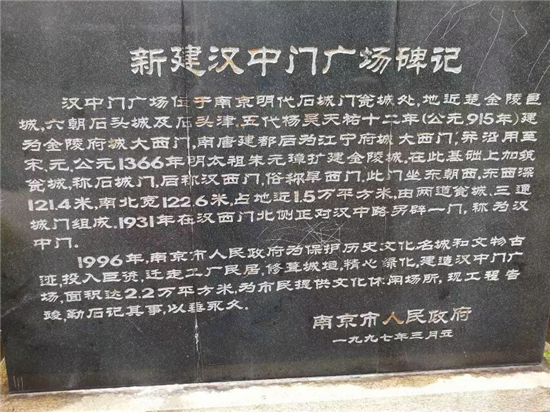 新建汉中门广场碑记
汉中门广场位于南京明代石城门瓮城处,地近楚金陵邑
城,六朝石头城及石头津,五代杨吴天祐十二年(公元915年)建
为金陵府城大西门,南唐建都后为江宁府城大西门,并沿用至
宋、元,公元1366年明太祖朱元璋扩建金陵城,在此基础上加筑
瓮城,称石城门,后称汉西门,俗称旱西门,此门坐东朝西,东西深
121.4米,南北宽122.6米,占地近1.5万平方米,由两道瓮城,三道
城门组成,1931年在汉西门北侧正对汉中路另辟一门,称为汉
中门。
1996年,南京市人民政府为保护历史文化名城和文物古
迹,投入巨资,迁走工厂民居,修葺城垣,精心绿化,建造汉中门广
场,面积达2.2万平方米,为市民提供文化休闲场所,现工程告
竣,勒石记其事,以垂永久.
南京市人民政府
一九九七年三月立